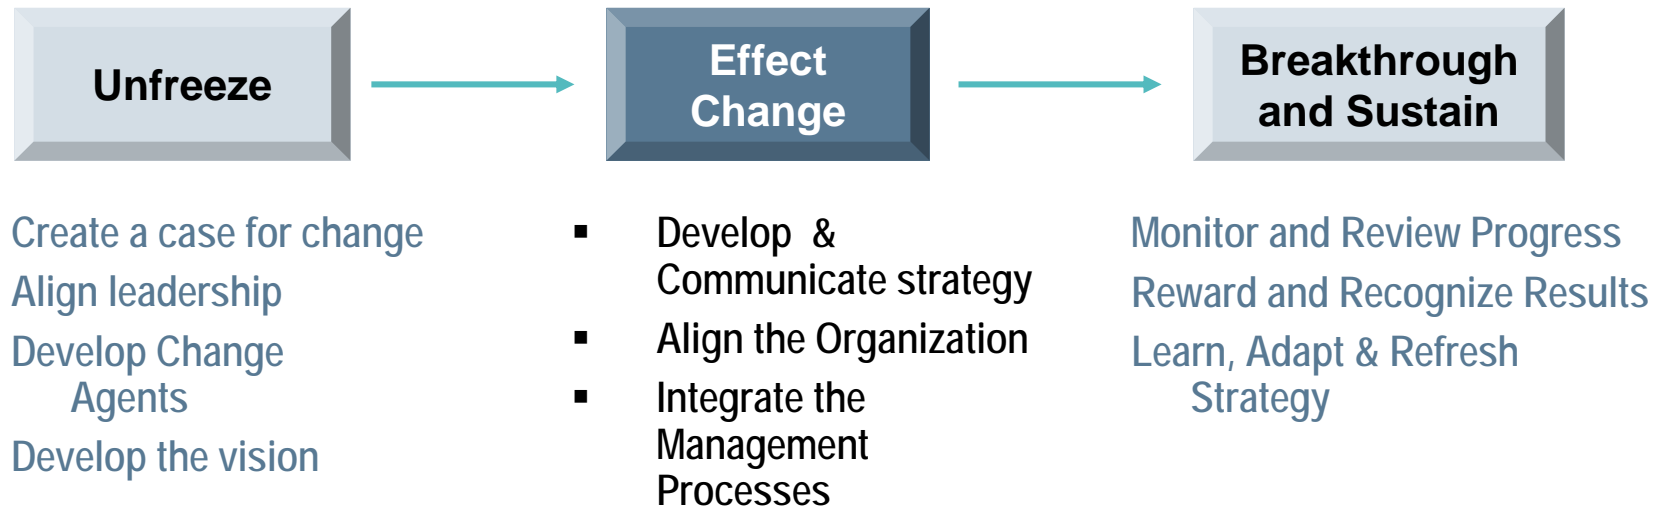 Unfreeze
Effect
Change
Breakthrough
and Sustain
Create a case for change
Align leadership
Develop Change
Agents
Develop the vision
▪ Develop &
Communicate strategy
▪ Align the Organization
▪ Integrate the
Management
Processes
Monitor and Review Progress
Reward and Recognize Results
Learn, Adapt & Refresh
Strategy